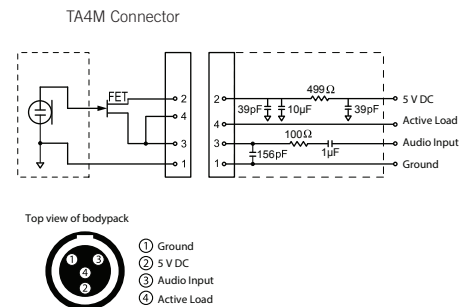 TA4M Connector
FET
2
4
3
1
2
4
3
1
39pF
10µF
499Ω
39pF
100Ω
156pF
1µF
5 V DC
Active Load
Audio Input
Ground
Top view of bodypack
1 3
4
2
① Ground
② 5 V DC
③ Audio Input
④ Active Load